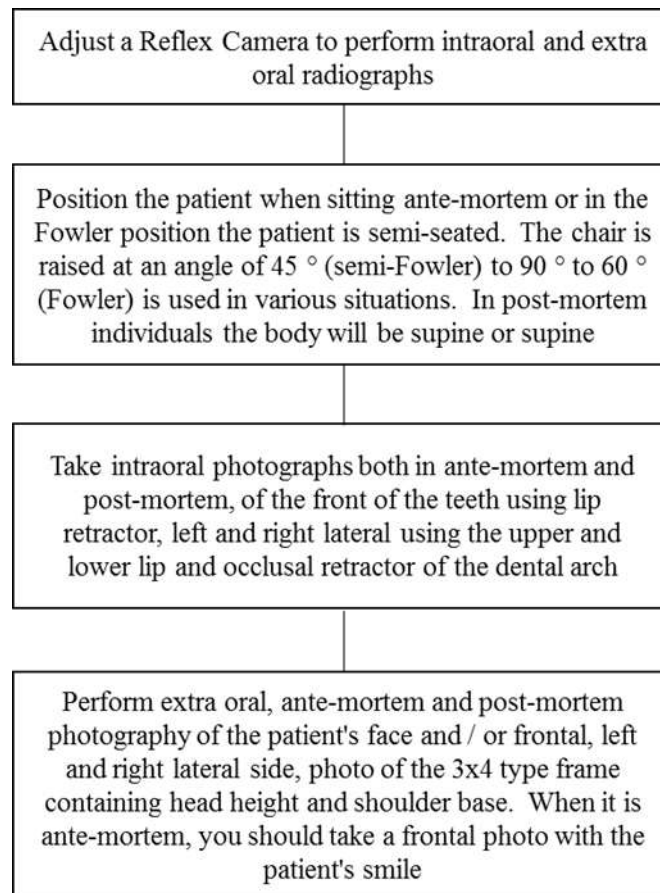 Adjust a Reflex Camera to perform intraoral and extra
oral radiographs
Position the patient when sitting ante-mortem or in the
Fowler position the patient is semi-seated. The chair is
raised at an angle of 45 ° (semi-Fowler) to 90 ° to 60 °
(Fowler) is used in various situations. In post-mortem
individuals the body will be supine or supine
Take intraoral photographs both in ante-mortem and
post-mortem, of the front of the teeth using lip
retractor, left and right lateral using the upper and
lower lip and occlusal retractor of the dental arch
Perform extra oral, ante-mortem and post-mortem
photography of the patient's face and / or frontal, left
and right lateral side, photo of the 3x4 type frame
containing head height and shoulder base. When it is
ante-mortem, you should take a frontal photo with the
patient's smile